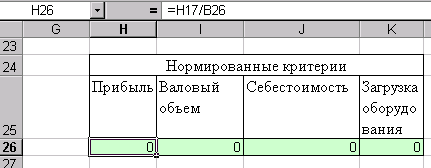 H26 = =H17/B26
G H I J K
23
24 Нормированные критерии
Прибыль Валовый Себестоимость Загрузка
объем оборудо
25 вания
26 0 0 0 0
27